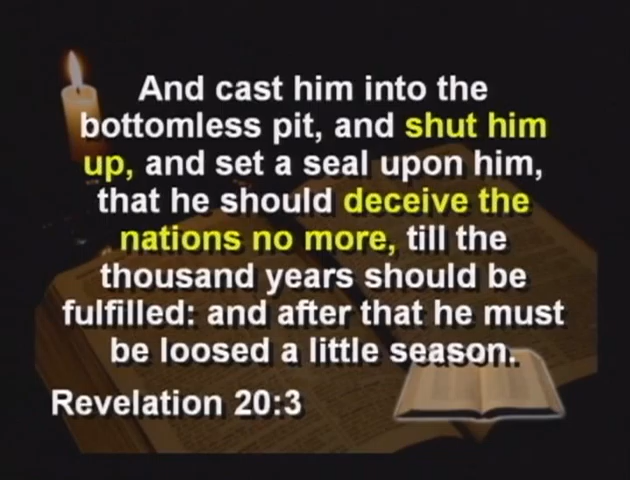 And cast him into the
bottomless pit, and shut him
up, and set a seal upon him,
that he should deceive the
nations no more, till the
thousand years should be
fulfilled: and after that he must
be loosed a little season.
Revelation 20:3